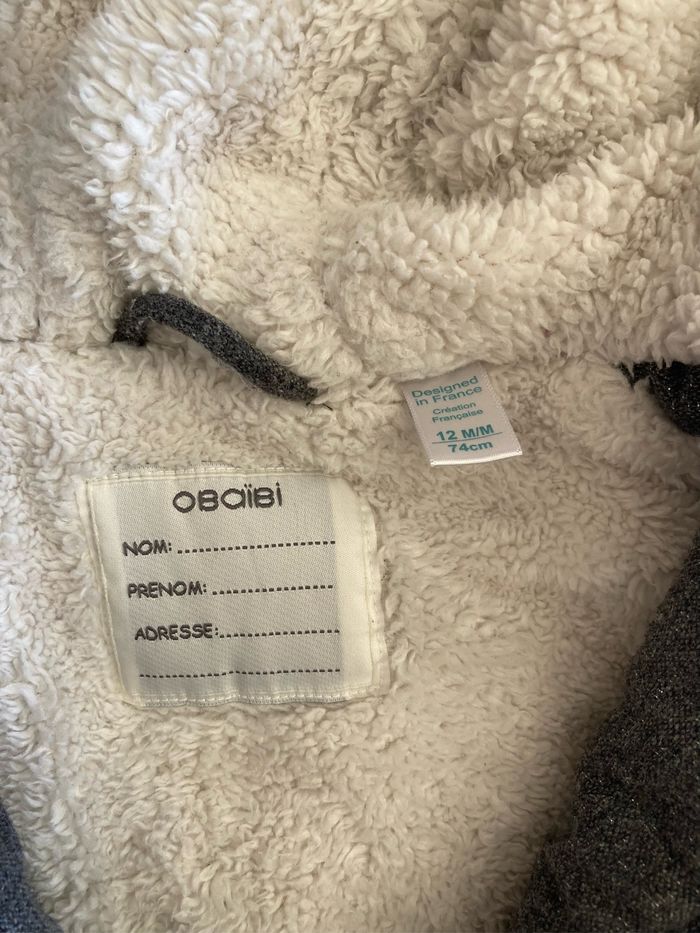 Designed
in France
Création
Française
12 M/M
74cm
OBAÏBI
NOM:
PRENOM:
ADRESSE: